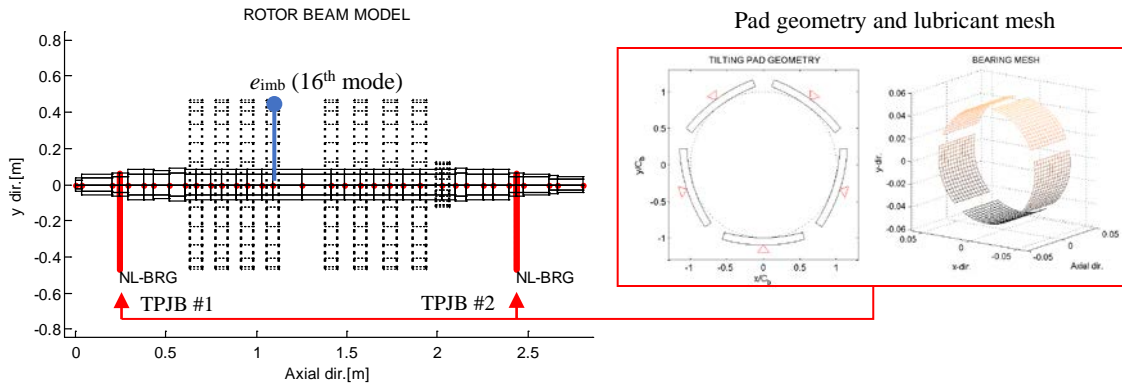 ROTOR BEAM MODEL
y dir.[m]
0.8
0.6
0.4
0.2
0
-0.2
-0.4
-0.6
-0.8
e_imb (16th mode)
NL-BRG
NL-BRG
TPJB #1
TPJB #2
0 0.5 1 1.5 2 2.5
Axial dir.[m]
Pad geometry and lubricant mesh
TILTING PAD GEOMETRY
y/C_b
1
0.5
0
-0.5
-1
-1 -0.5 0 0.5 1
x/C_b
BEARING MESH
y-dir.
0.06
0.04
0.02
0
-0.02
-0.04
-0.06
0.05 0 -0.05
x-dir.
-0.05 0 0.05
Axial dir.